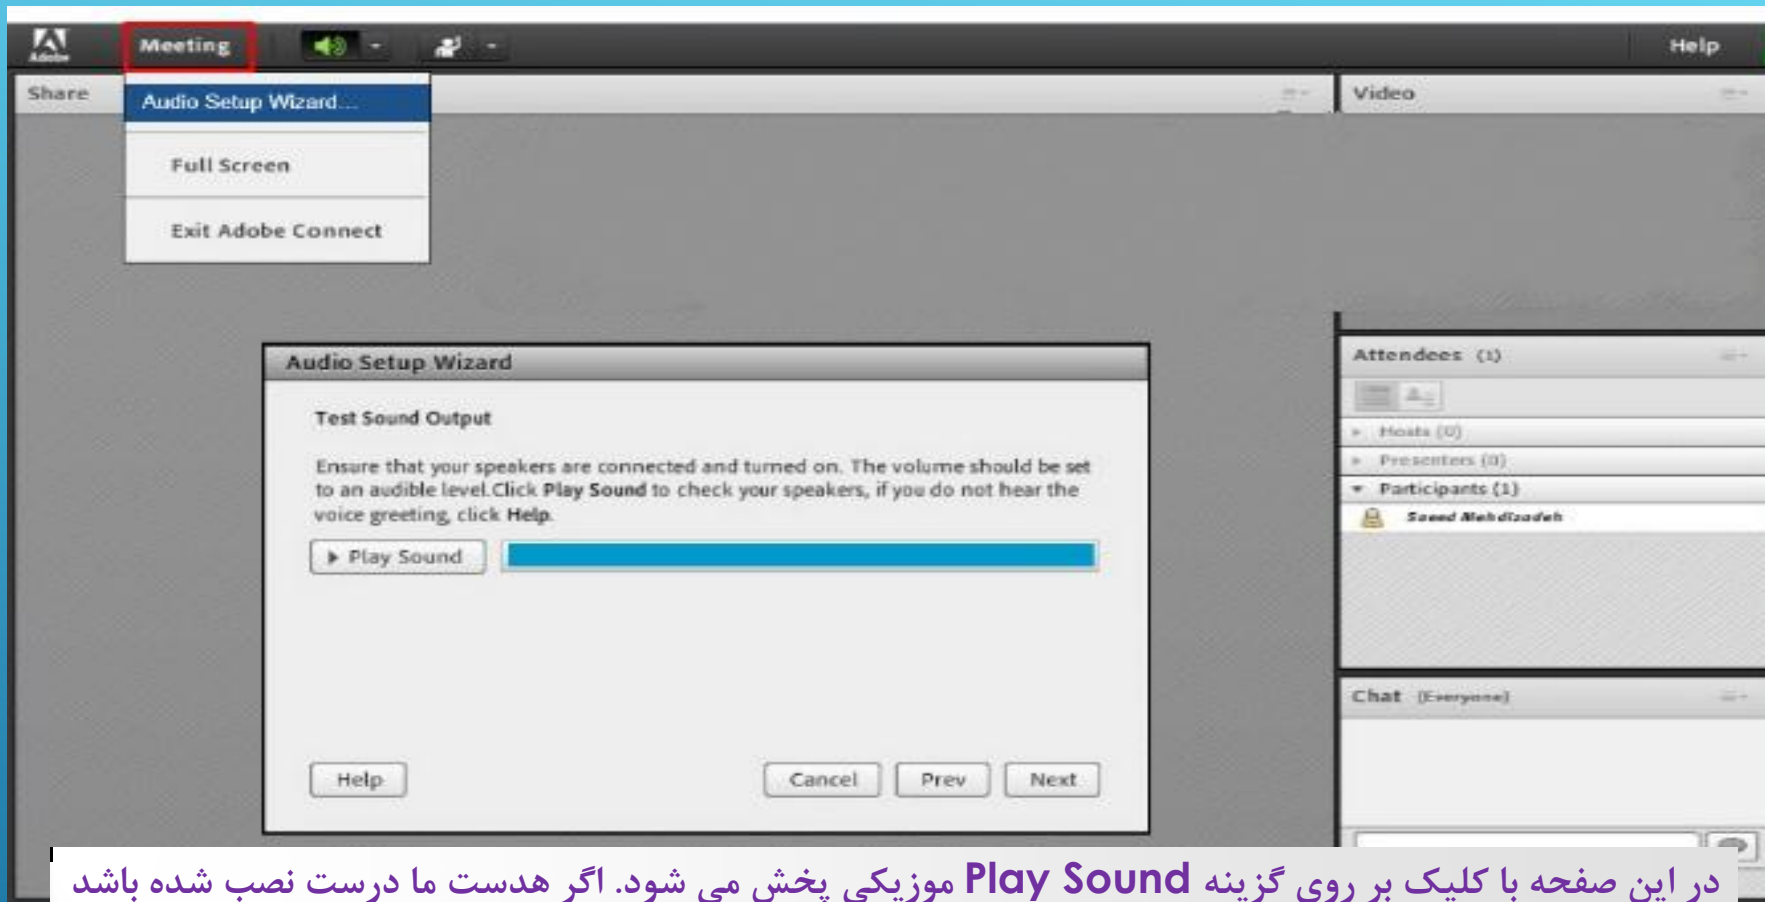 Adobe
Meeting
Help
Share
Audio Setup Wizard...
Video
Full Screen
Exit Adobe Connect
Audio Setup Wizard
Test Sound Output
Ensure that your speakers are connected and turned on. The volume should be set
to an audible level.Click Play Sound to check your speakers, if you do not hear the
voice greeting, click Help.
Play Sound
Help
Cancel
Prev
Next
Attendees (1)
Hosts (0)
Presenters (0)
Participants (1)
Saeed Mehdizadeh
Chat (Everyone)
در این صفحه با کلیک بر روی گزینه Play Sound موزیکی پخش می شود. اگر هدست ما درست نصب شده باشد